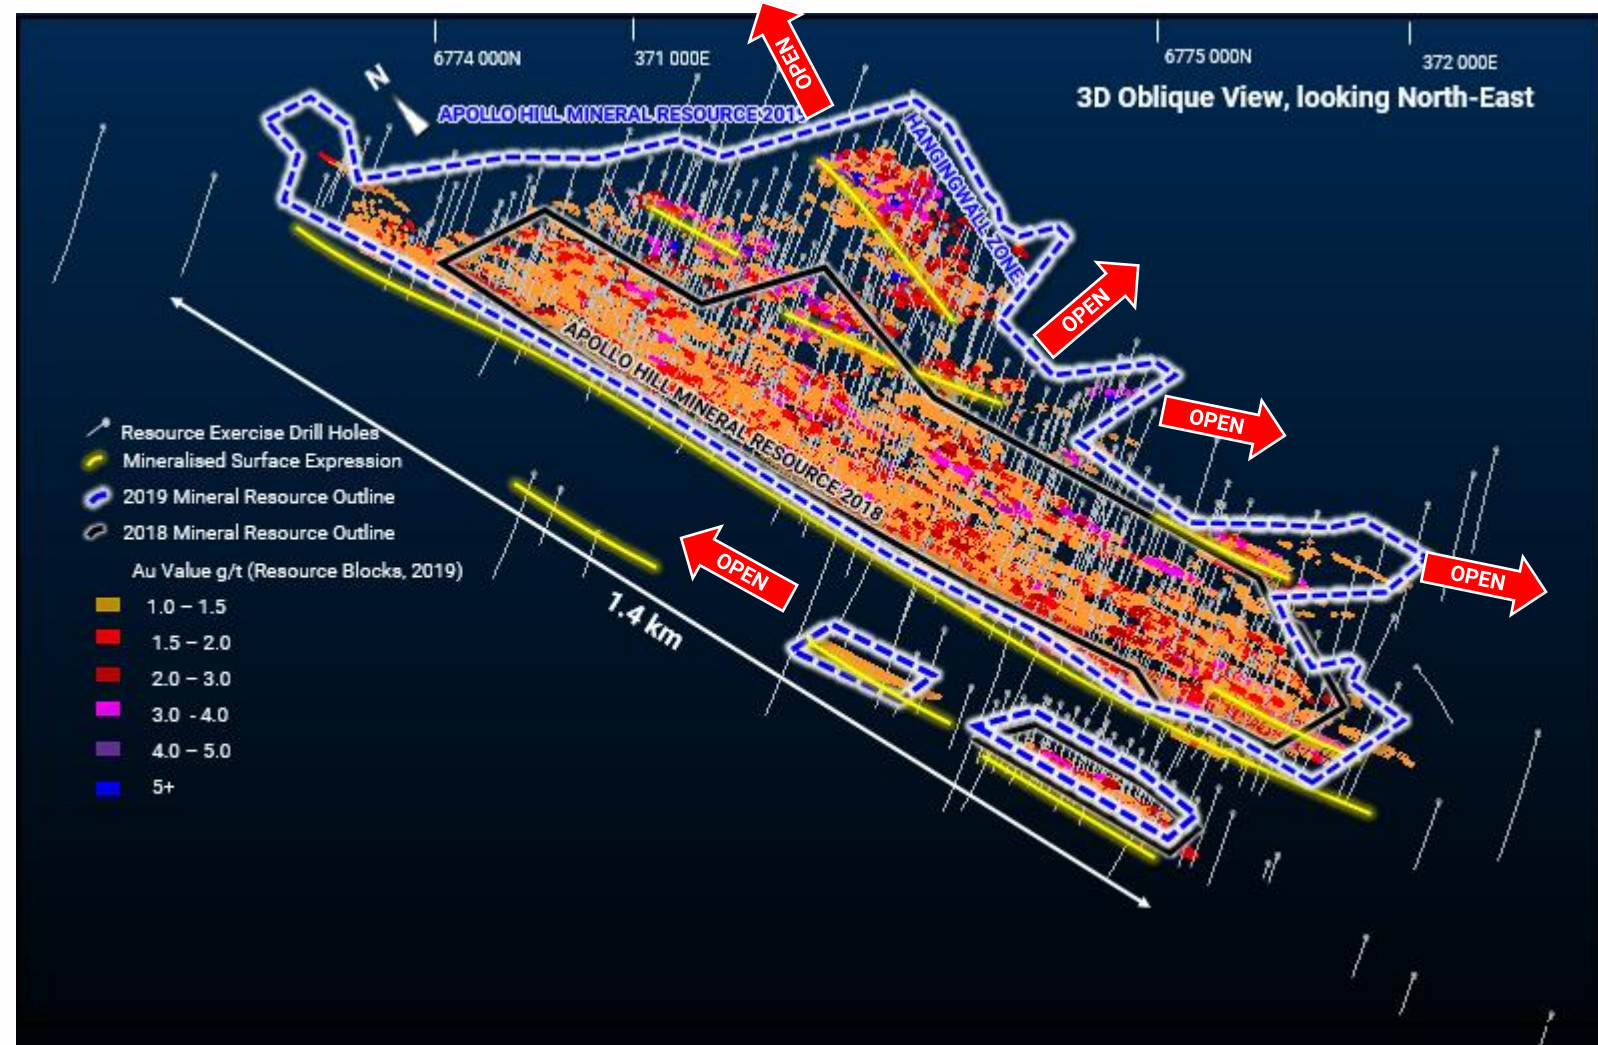 6774 000N
371 000E
OPEN
6775 000N
372 000E
3D Oblique View, looking North-East
N
APOLLO HILL MINERAL RESOURCE 2019
HANGINGWALL ZONE
OPEN
APOLLO HILL MINERAL RESOURCE 2018
OPEN
Resource Exercise Drill Holes
Mineralised Surface Expression
2019 Mineral Resource Outline
2018 Mineral Resource Outline
OPEN
OPEN
1.4 km
Au Value g/t (Resource Blocks, 2019)
1.0 – 1.5
1.5 – 2.0
2.0 – 3.0
3.0 - 4.0
4.0 – 5.0
5+